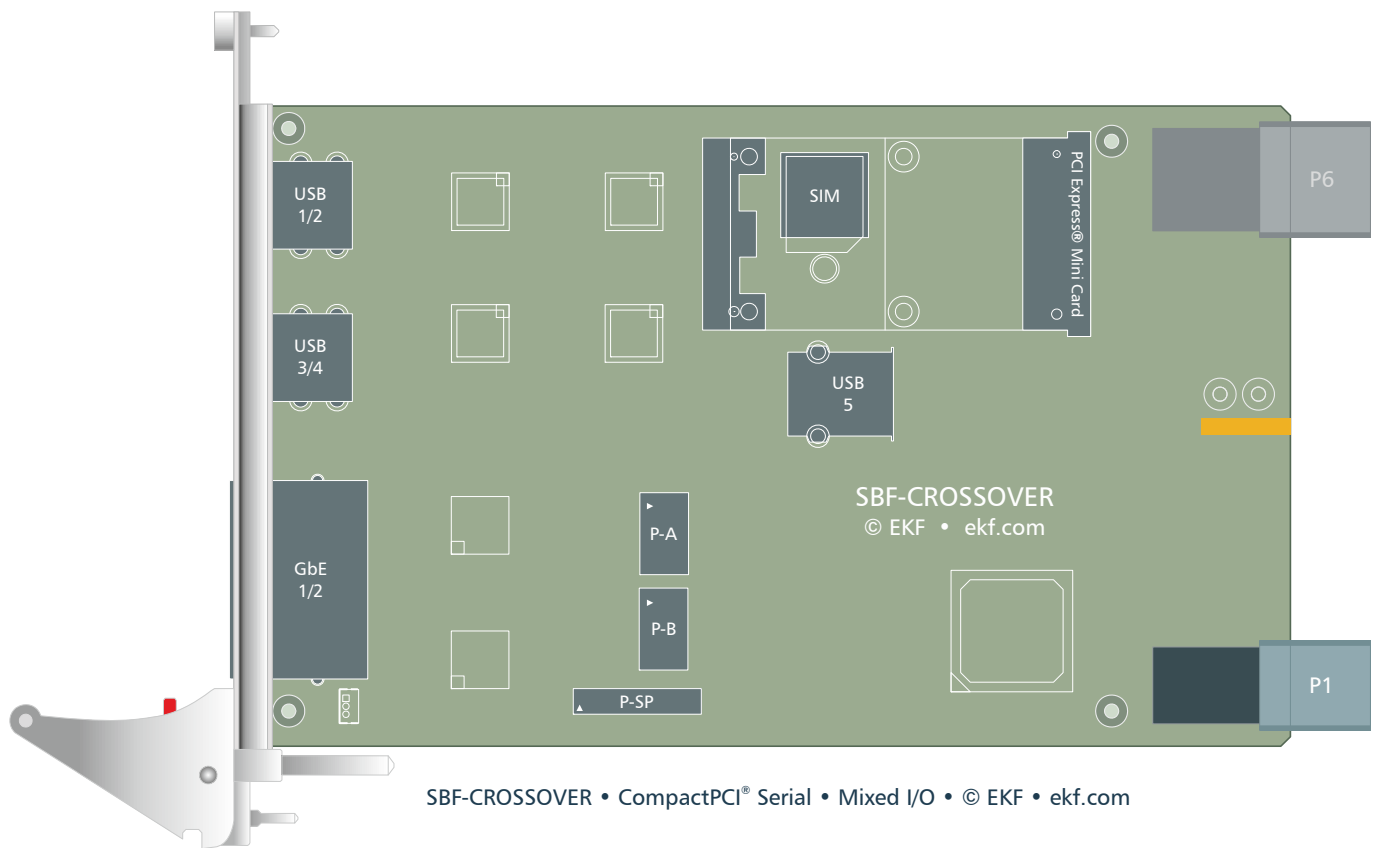 USB
1/2
SIM
PCI Express® Mini Card
P6
USB
3/4
USB
5
SBF-CROSSOVER
© EKF • ekf.com
P-A
GbE
1/2
P-B
P-SP
P1
SBF-CROSSOVER • CompactPCI® Serial • Mixed I/O • © EKF • ekf.com